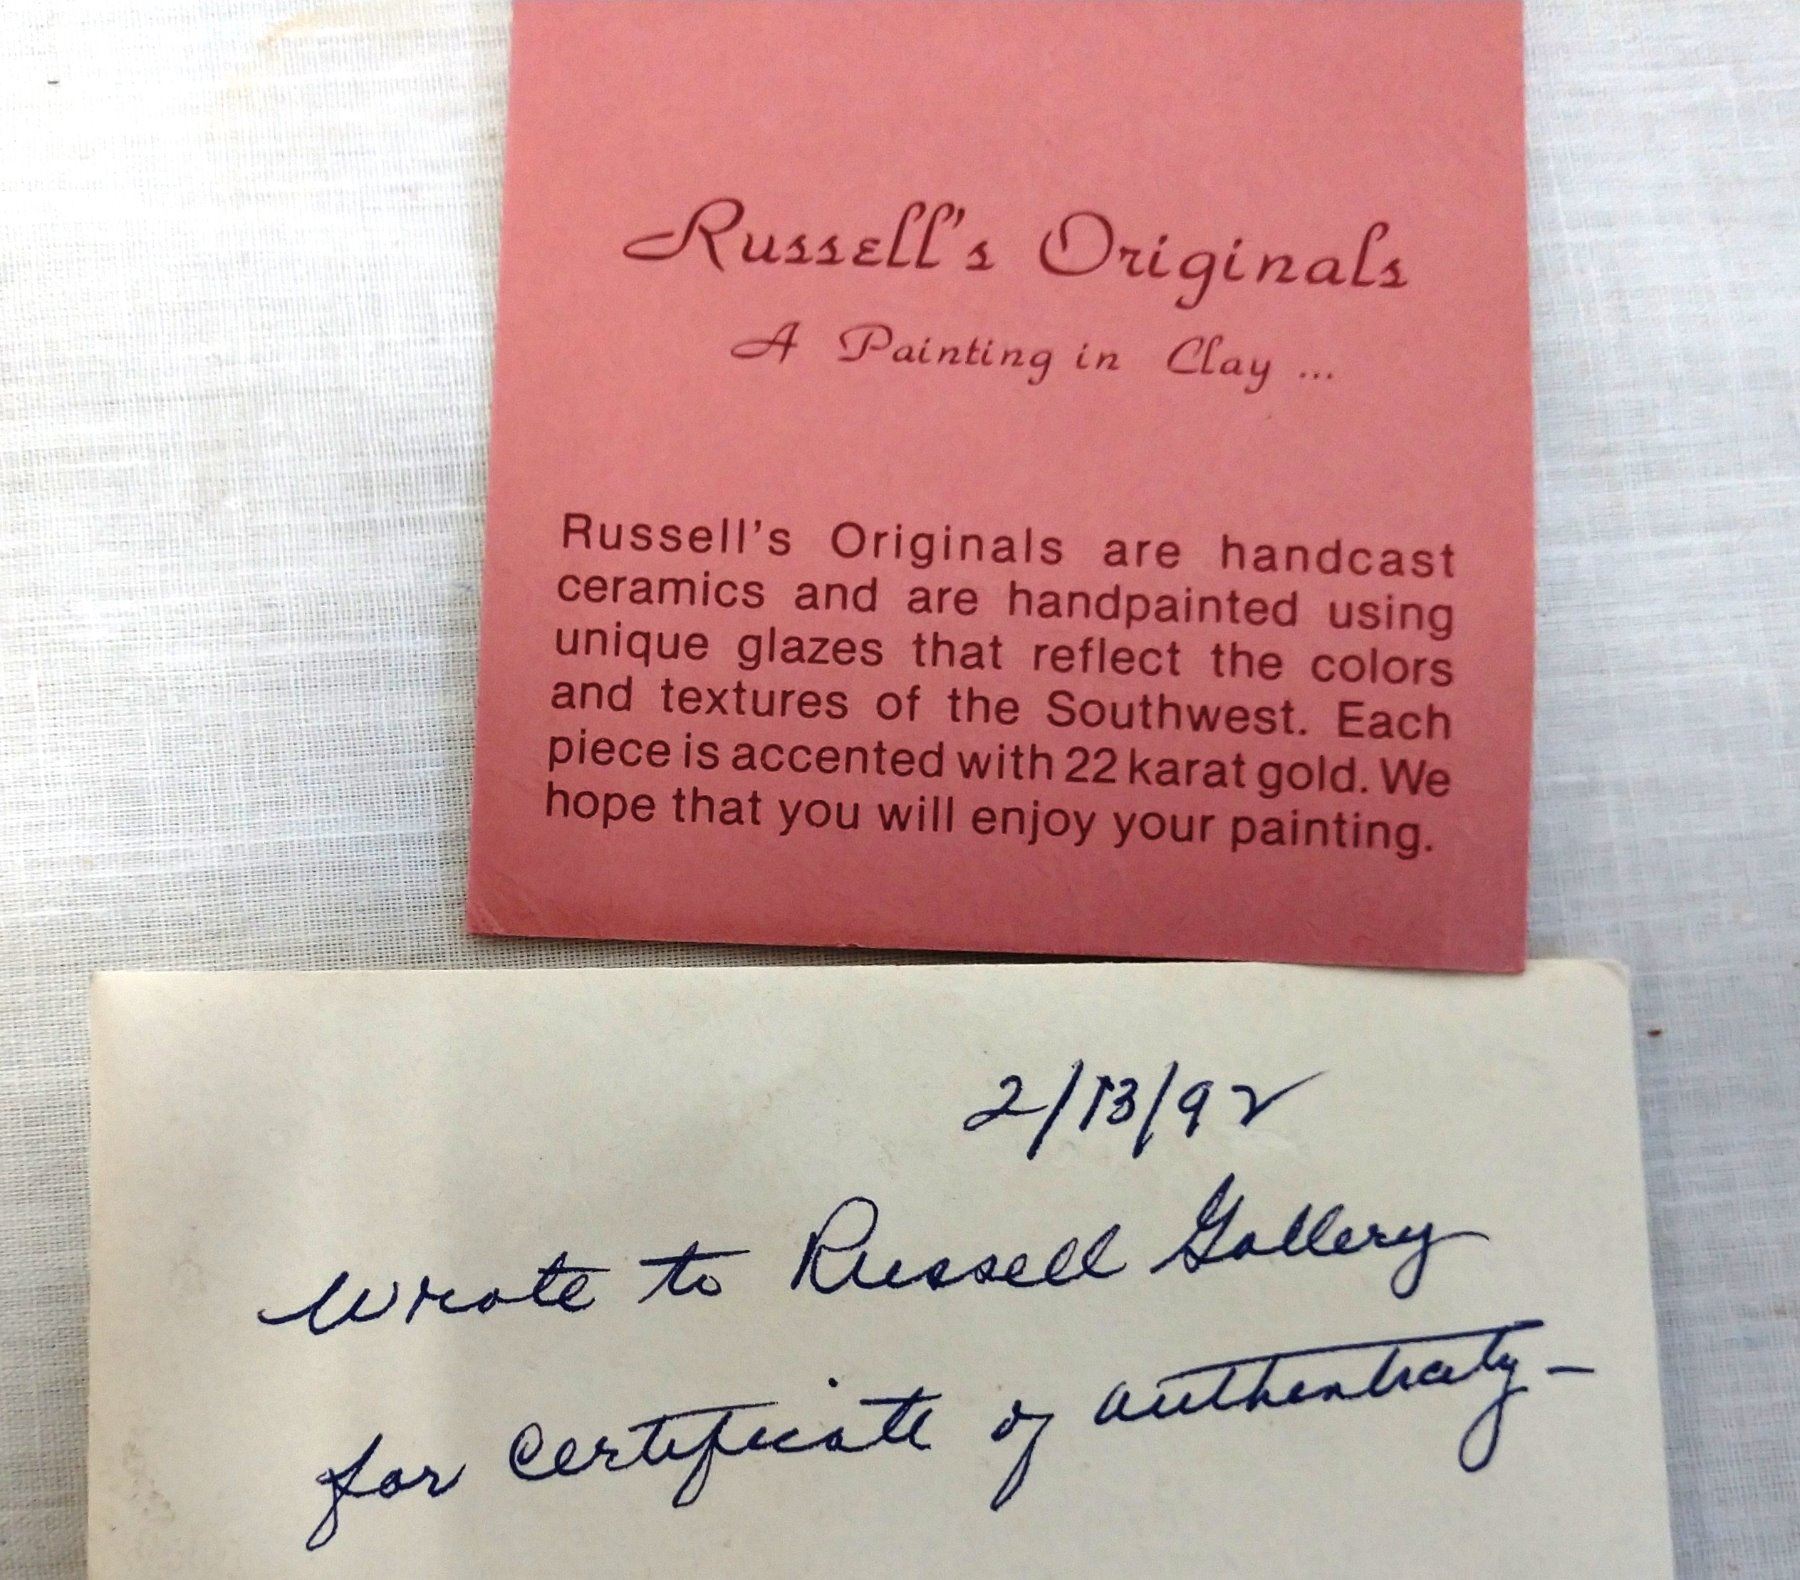 Russell's Originals
A Painting in Clay ...
Russell's Originals are handcast
ceramics and are handpainted using
unique glazes that reflect the colors
and textures of the Southwest. Each
piece is accented with 22 karat gold. We
hope that you will enjoy your painting.
2/13/92
Wrote to Russell Gallery
for certificate of authenticity -